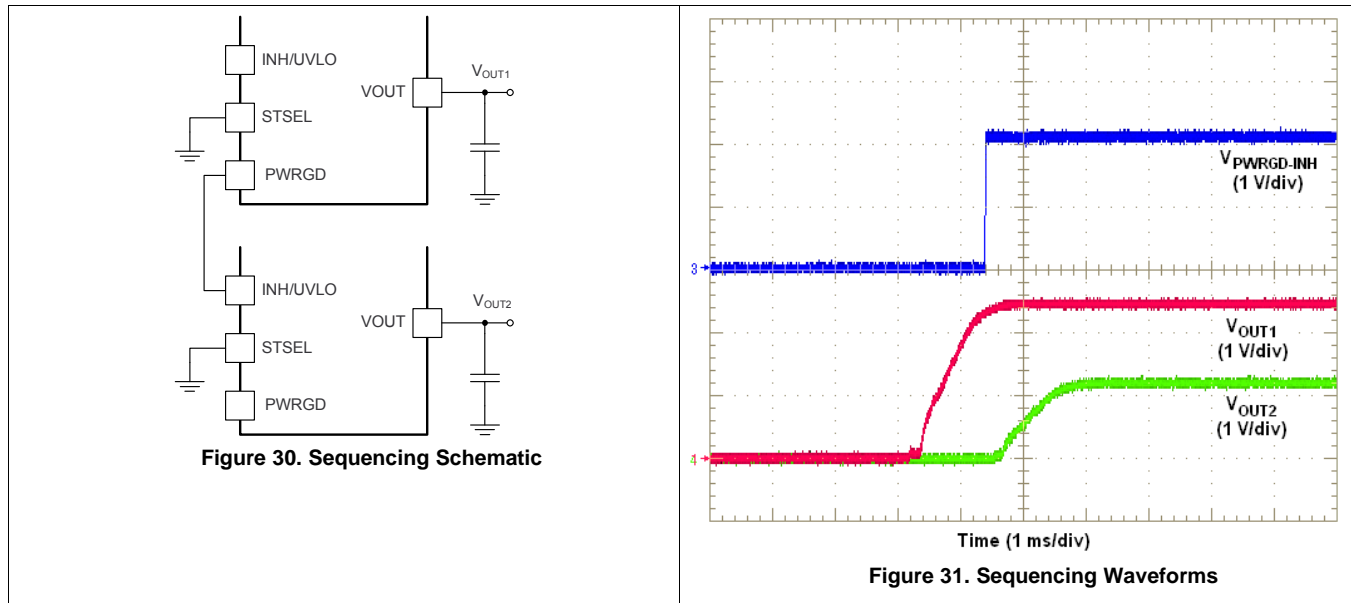 INH/UVLO
VOUT
VOUT1
STSEL
PWRGD
INH/UVLO
VOUT
VOUT2
STSEL
PWRGD
Figure 30. Sequencing Schematic
3
VPWRGD-INH
(1 V/div)
VOUT1
(1 V/div)
VOUT2
(1 V/div)
Time (1 ms/div)
Figure 31. Sequencing Waveforms